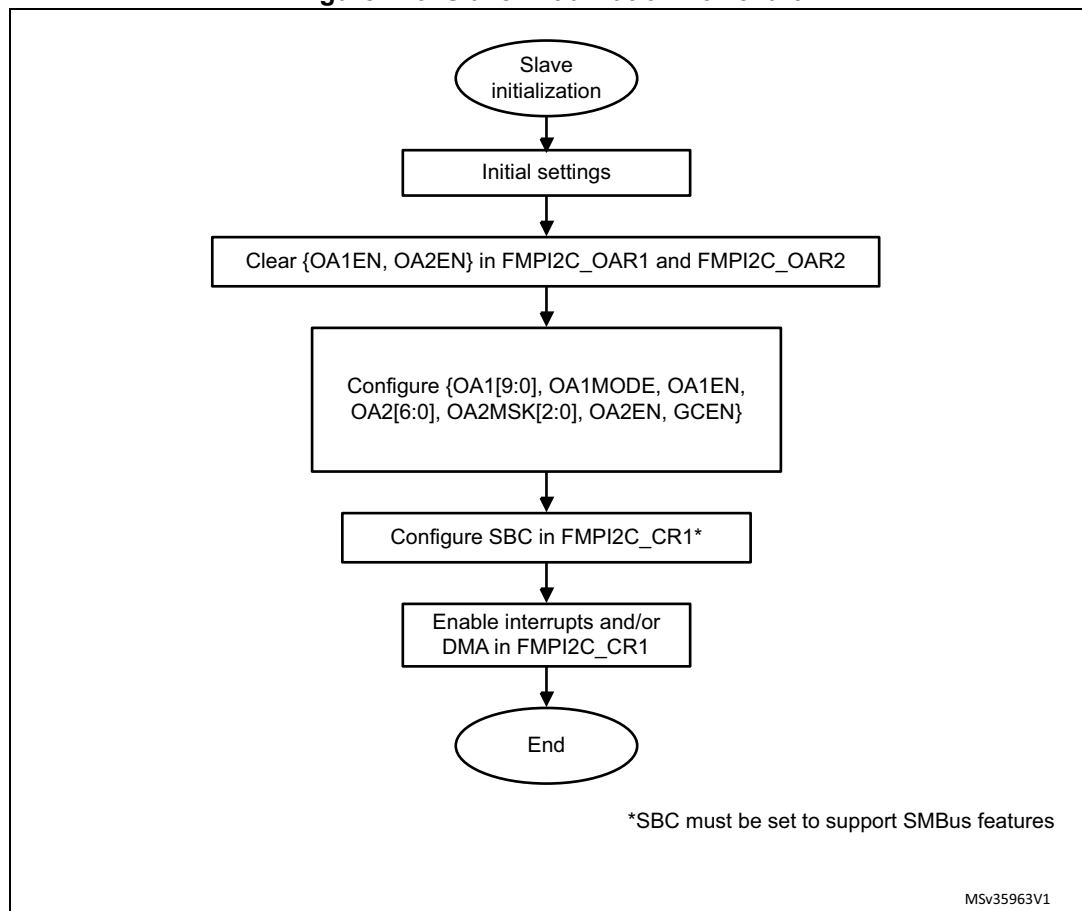 Slave
initialization
Initial settings
Clear {OA1EN, OA2EN} in FMPI2C_OAR1 and FMPI2C_OAR2
Configure {OA1[9:0], OA1MODE, OA1EN,
OA2[6:0], OA2MSK[2:0], OA2EN, GCEN}
Configure SBC in FMPI2C_CR1*
Enable interrupts and/or
DMA in FMPI2C_CR1
End
*SBC must be set to support SMBus features
MSv35963V1